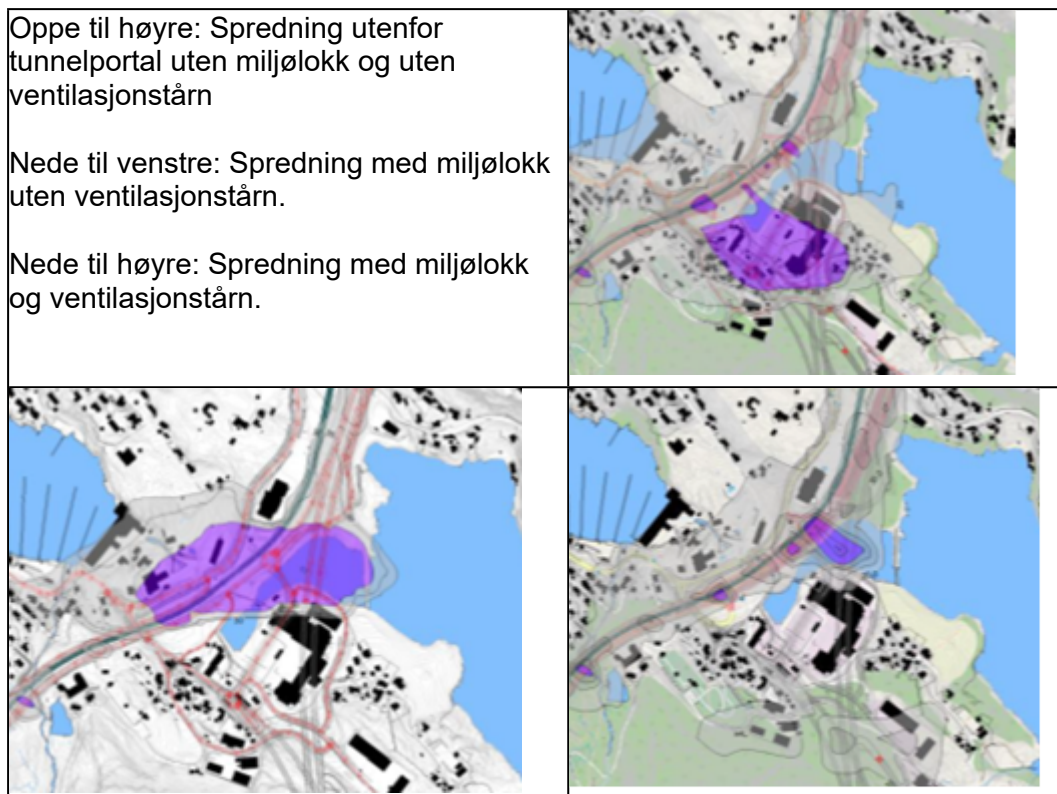 Oppe til høyre: Spredning utenfor
tunnelportal uten miljølokk og uten
ventilasjonstårn
Nede til venstre: Spredning med miljølokk
uten ventilasjonstårn.
Nede til høyre: Spredning med miljølokk
og ventilasjonstårn.